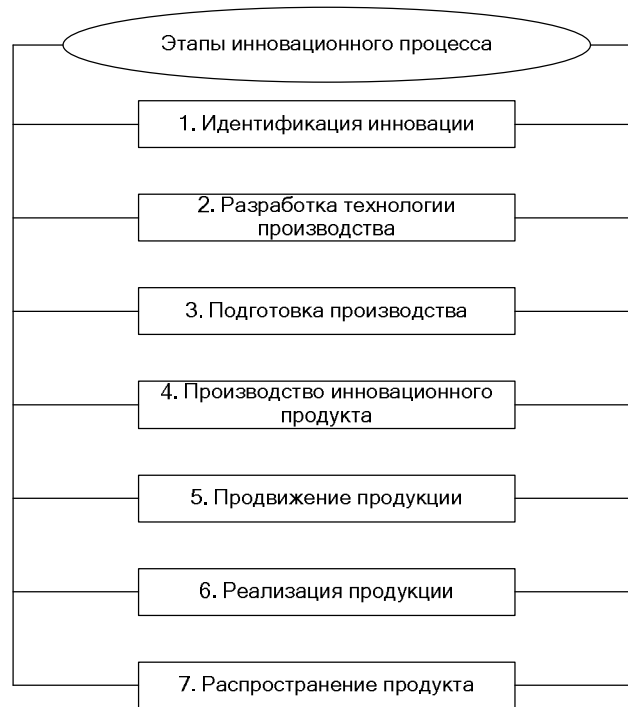 Этапы инновационного процесса
1. Идентификация инновации
2. Разработка технологии
производства
3. Подготовка производства
4. Производство инновационного
продукта
5. Продвижение продукции
6. Реализация продукции
7. Распространение продукта